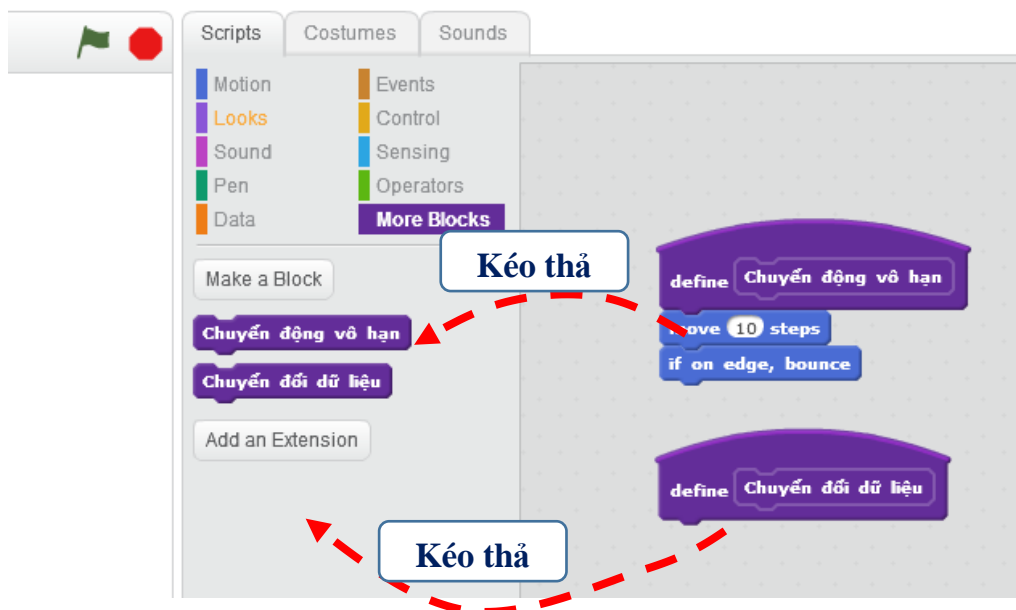 Scripts
Costumes
Sounds
Motion
Events
Looks
Control
Sound
Sensing
Pen
Operators
Data
More Blocks
Make a Block
Chuyển động vô hạn
Chuyển đổi dữ liệu
Add an Extension
Kéo thả
define Chuyển động vô hạn
move 10 steps
if on edge, bounce
define Chuyển đổi dữ liệu
Kéo thả